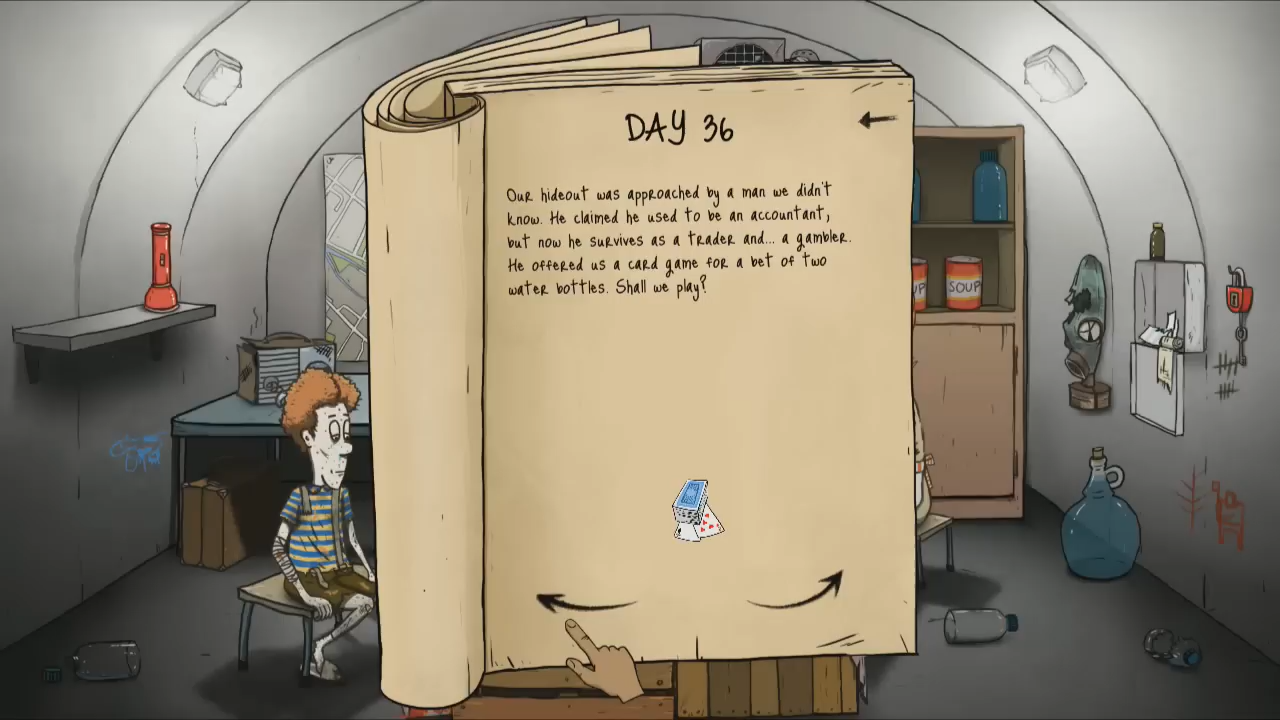 DAY 36
Our hideout was approached by a man we didn't
know. He claimed he used to be an accountant,
but now he survives as a trader and... a gambler.
He offered us a card game for a bet of two
water bottles. Shall we play?
UP
SOUP